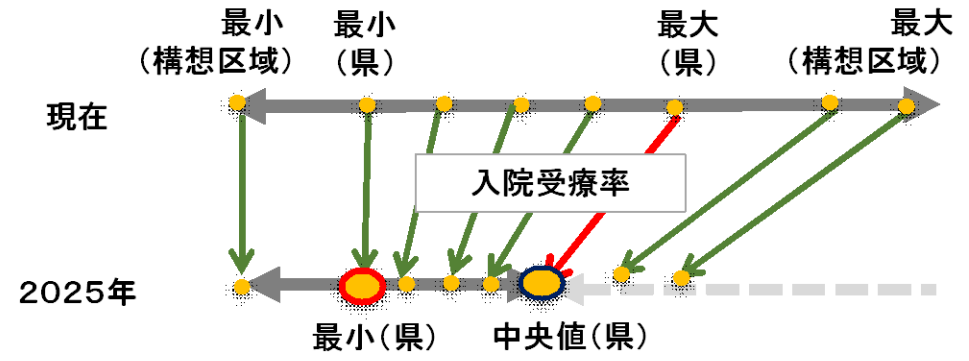 最小
(構想区域)
最小
(県)
最大
(県)
最大
(構想区域)
現在
入院受療率
2025年
最小(県)
中央値(県)